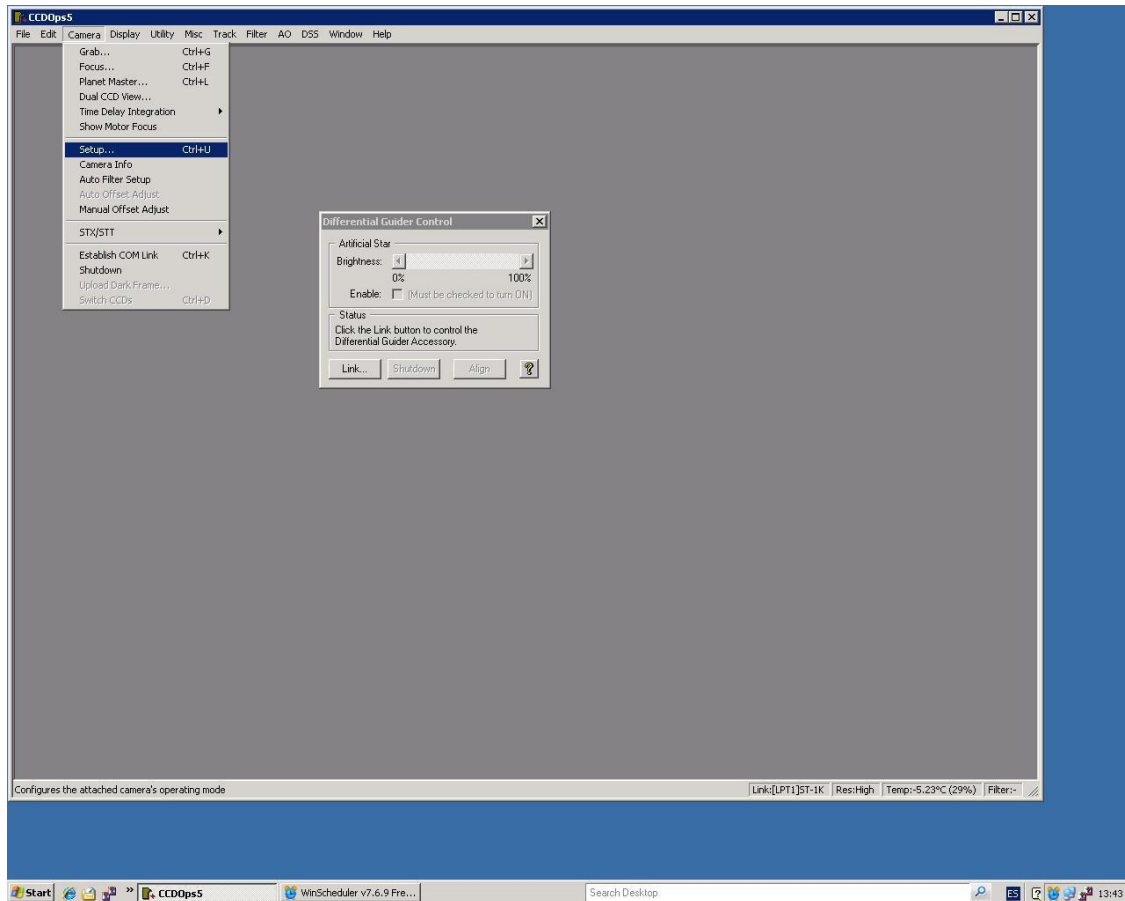 CCDOps5
File Edit Camera Display Utility Misc Track Filter AO DSS Window Help
Grab... Ctrl+G
Focus... Ctrl+F
Planet Master... Ctrl+L
Dual CCD View...
Time Delay Integration
Show Motor Focus
Setup... Ctrl+U
Camera Info
Auto Filter Setup
Auto Offset Adjust
Manual Offset Adjust
STX/STT
Establish COM Link Ctrl+K
Shutdown
Upload Dark Frame...
Switch CCDs Ctrl+D
Differential Guider Control
Artificial Star
Brightness:
0% 100%
Enable: (Must be checked to turn ON)
Status
Click the Link button to control the
Differential Guider Accessory.
Link... Shutdown Align ?
Configures the attached camera's operating mode Link:[LPT1]ST-1K Res:High Temp:-5.23°C (29%) Filter:-
Start » CCDOps5 WinScheduler v7.6.9 Fre... Search Desktop ES ? 13:43